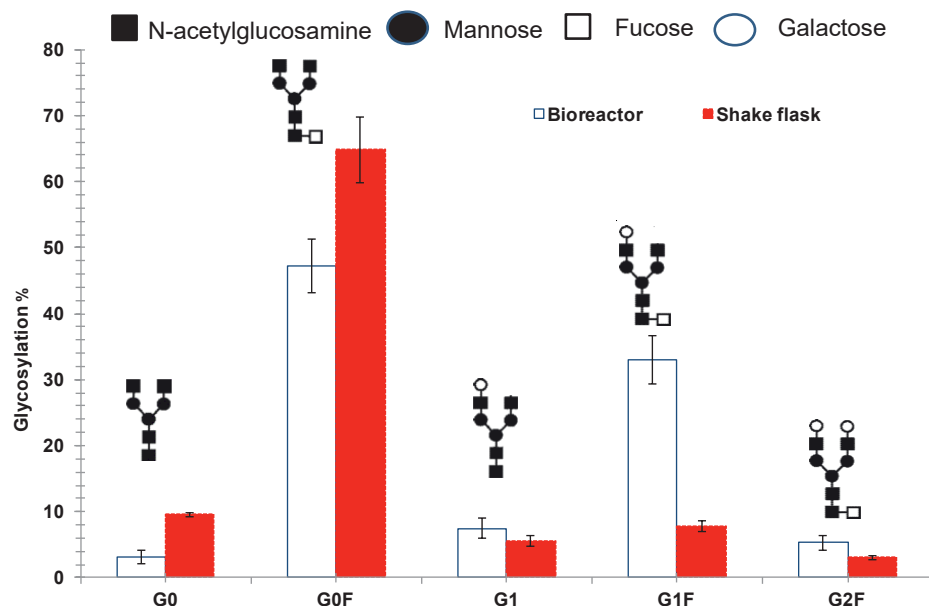 N-acetylglucosamine Mannose Fucose Galactose
Bioreactor Shake flask
Glycosylation %
80
70
60
50
40
30
20
10
0
G0 G0F G1 G1F G2F